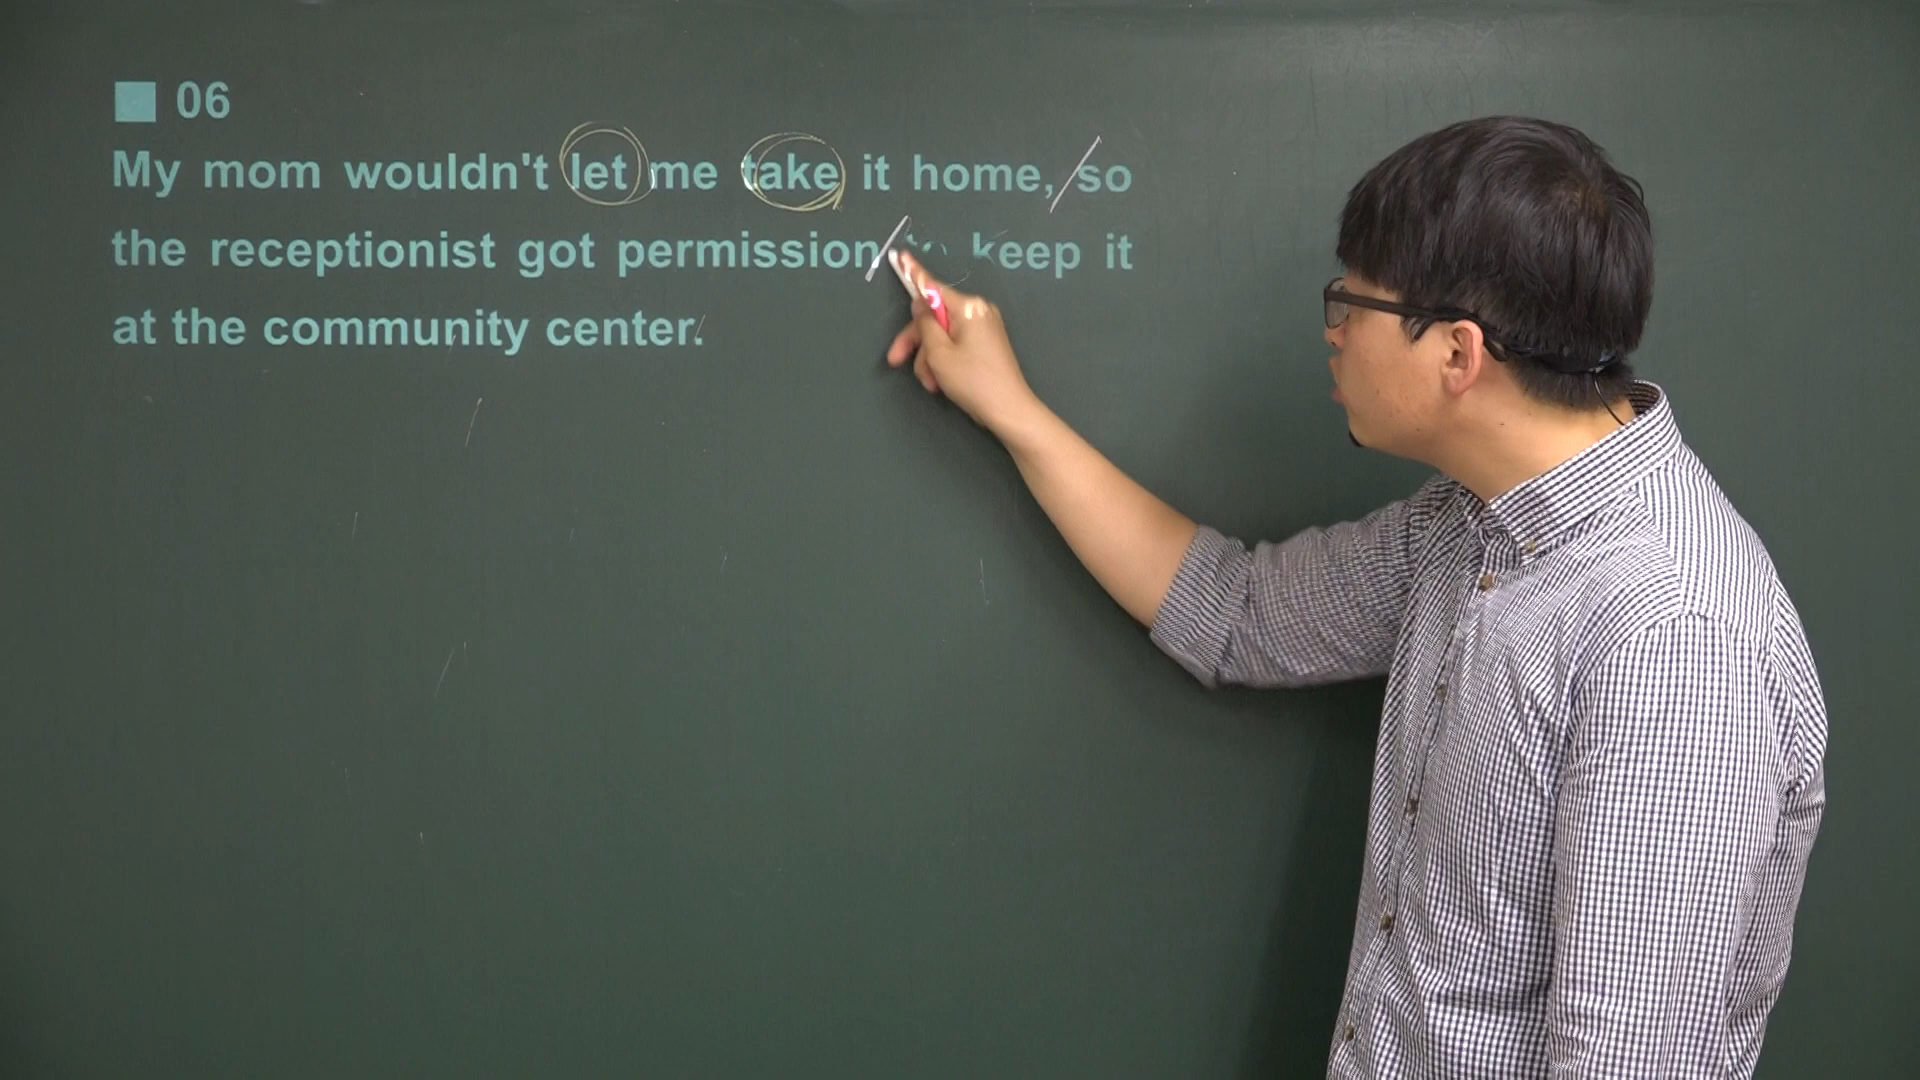 06
My mom wouldn't let me take it home, so
the receptionist got permission to keep it
at the community center.